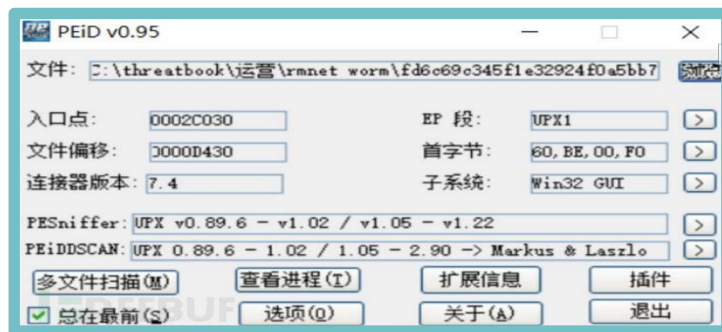 PEiD v0.95
文件: C:\threatbook\运营\rmnet worm\fd6c69c345f1e32924f0a5bb7 浏览
入口点: 0002C030 EP 段: UPX1 >
文件偏移: 0000D430 首字节: 60,BE,00,F0 >
连接器版本: 7.4 子系统: Win32 GUI >
PESniffer: UPX v0.89.6 - v1.02 / v1.05 - v1.22 >
PEiDDSCAN: UPX 0.89.6 - 1.02 / 1.05 - 2.90 -> Markus & Laszlo >
多文件扫描(M) 查看进程(T) 扩展信息 插件
总在最前(S) 选项(O) 关于(A) 退出